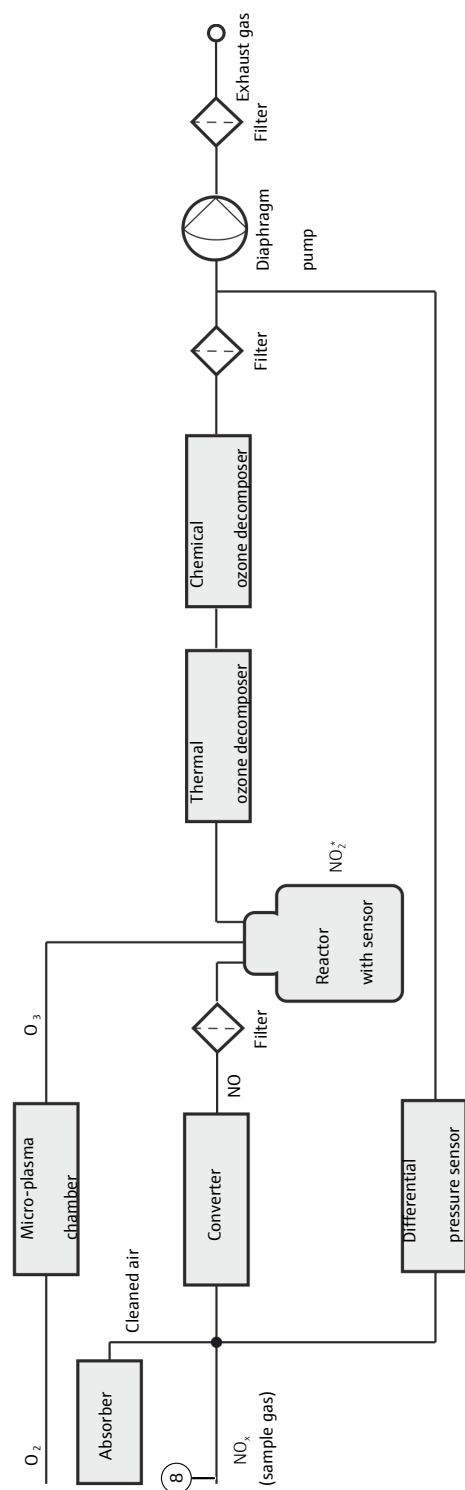 O₂
Micro-plasma
chamber
O₃
Absorber
Cleaned air
8
NOₓ
(sample gas)
Converter
NO
Filter
Reactor
with sensor
NO₂*
Thermal
ozone decomposer
Chemical
ozone decomposer
Filter
Diaphragm
pump
Filter
Exhaust gas
Differential
pressure sensor